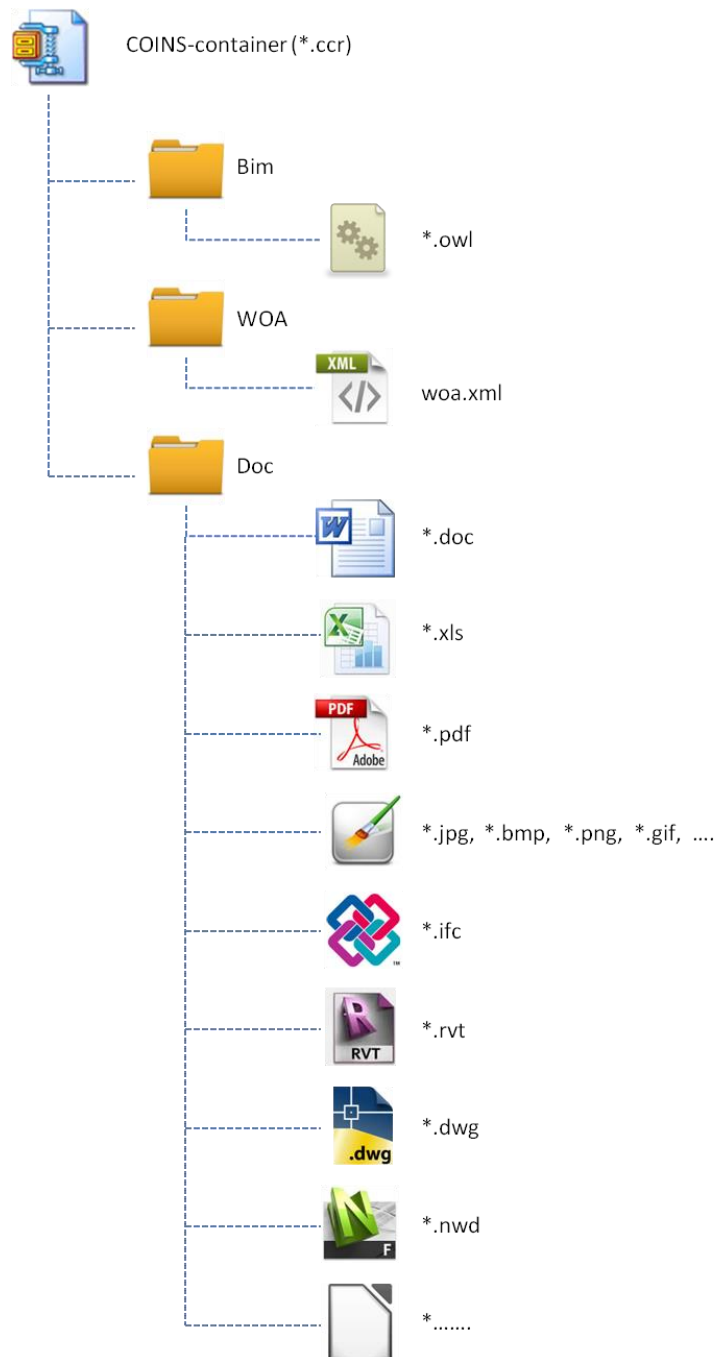 COINS-container (*.ccr)
Bim
*.owl
WOA
XML
</>
woa.xml
Doc
W
*.doc
X
*.xls
PDF
Adobe
*.pdf
*.jpg, *.bmp, *.png, *.gif, ....
TM
*.ifc
R
RVT
*.rvt
.dwg
*.dwg
N
F
*.nwd
*.......